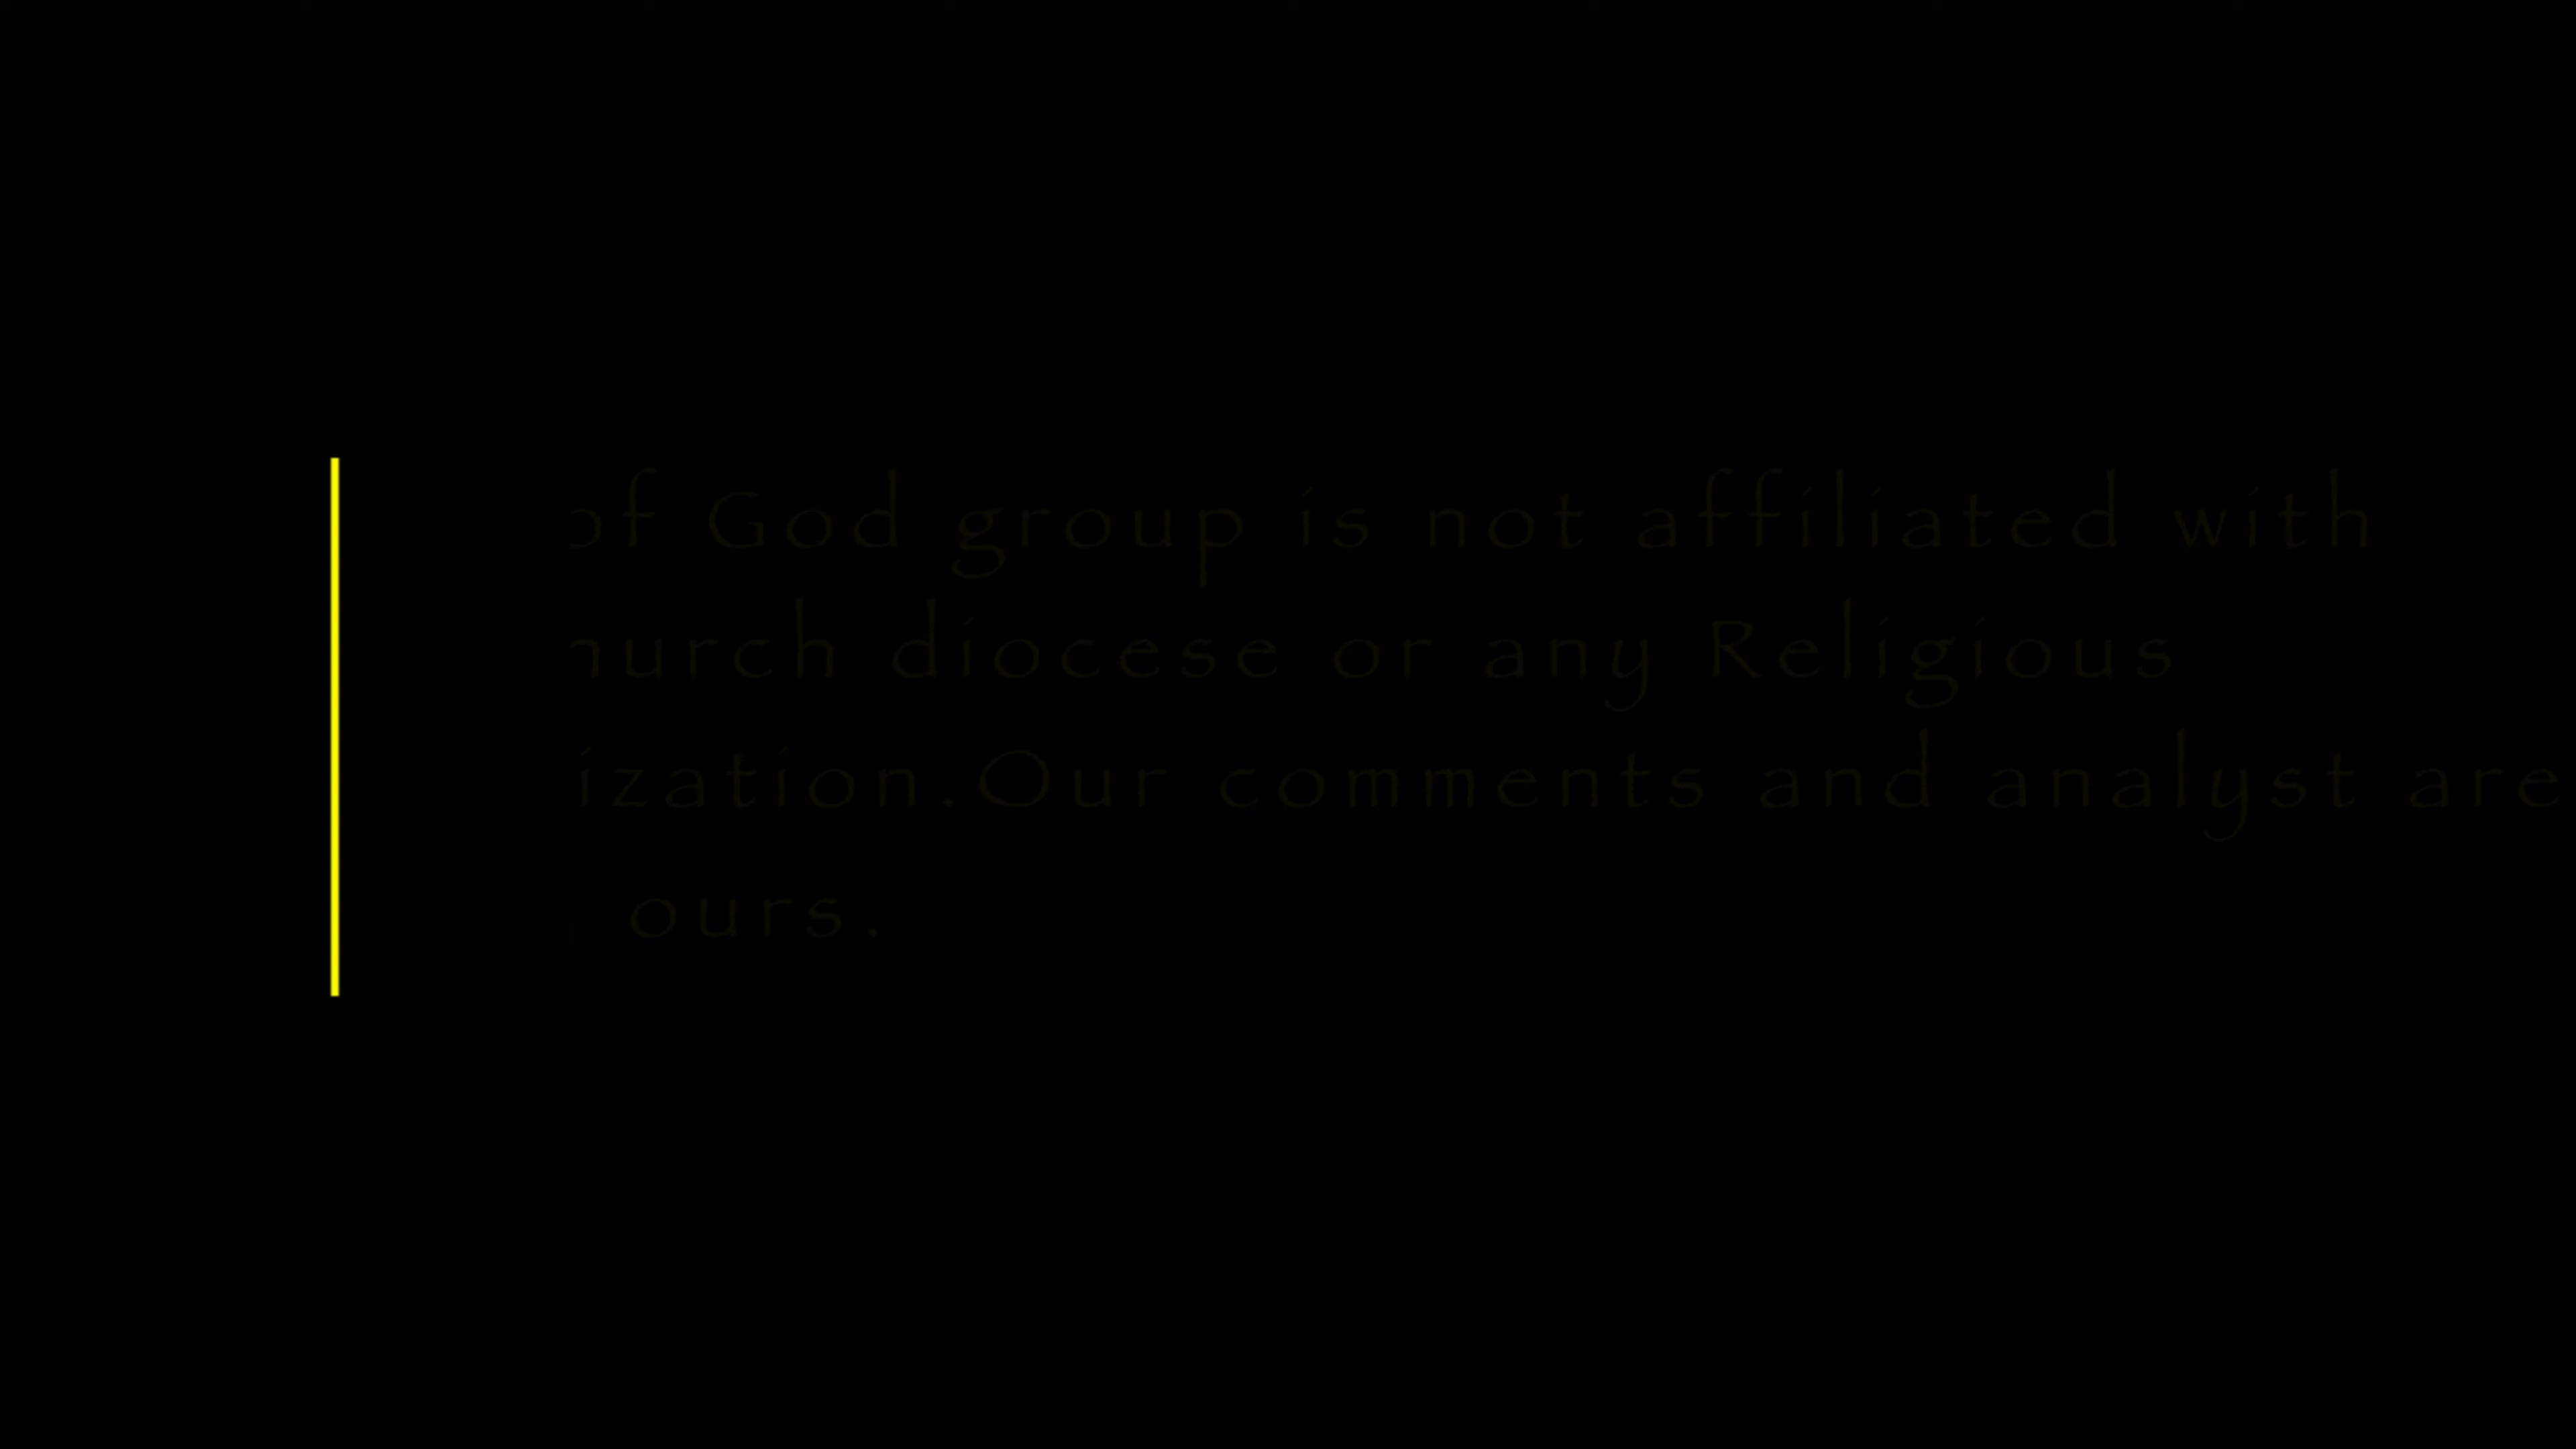 of God group is not affiliated with
hurch diocese or any Religious
ization.Our comments and analyst are
ours.